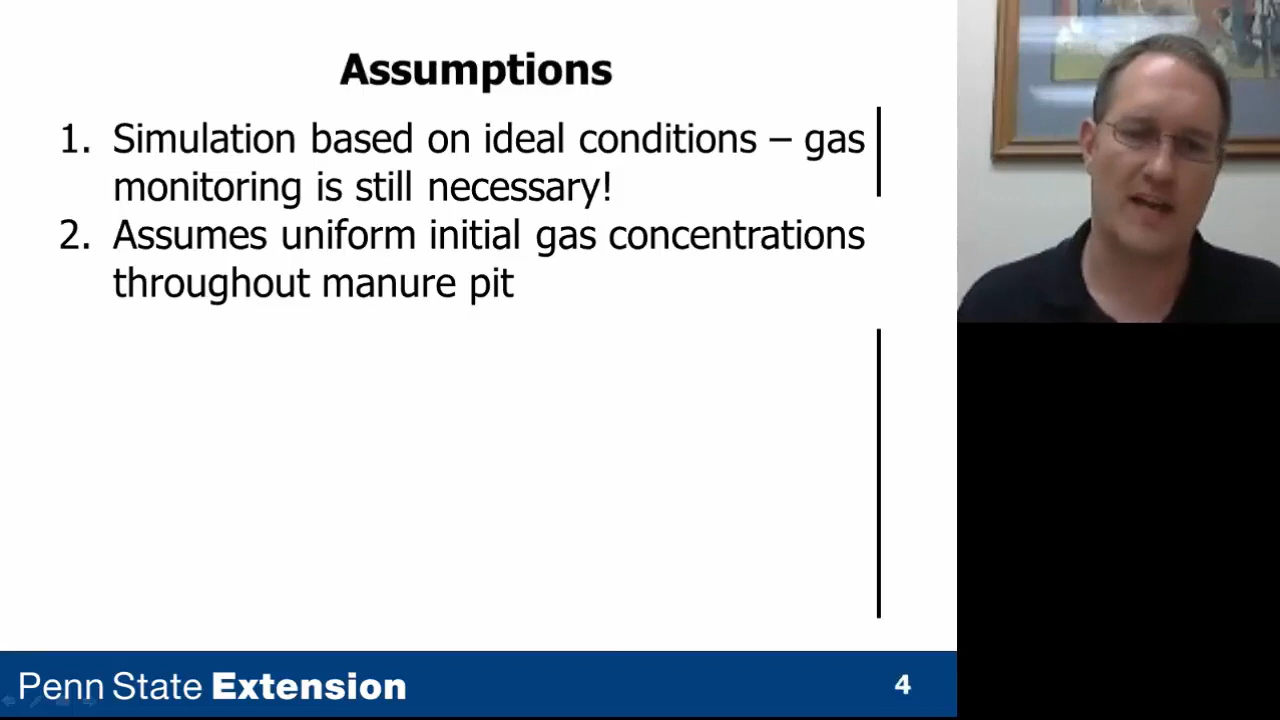 Assumptions
1. Simulation based on ideal conditions – gas
monitoring is still necessary!
2. Assumes uniform initial gas concentrations
throughout manure pit
Penn State Extension
4